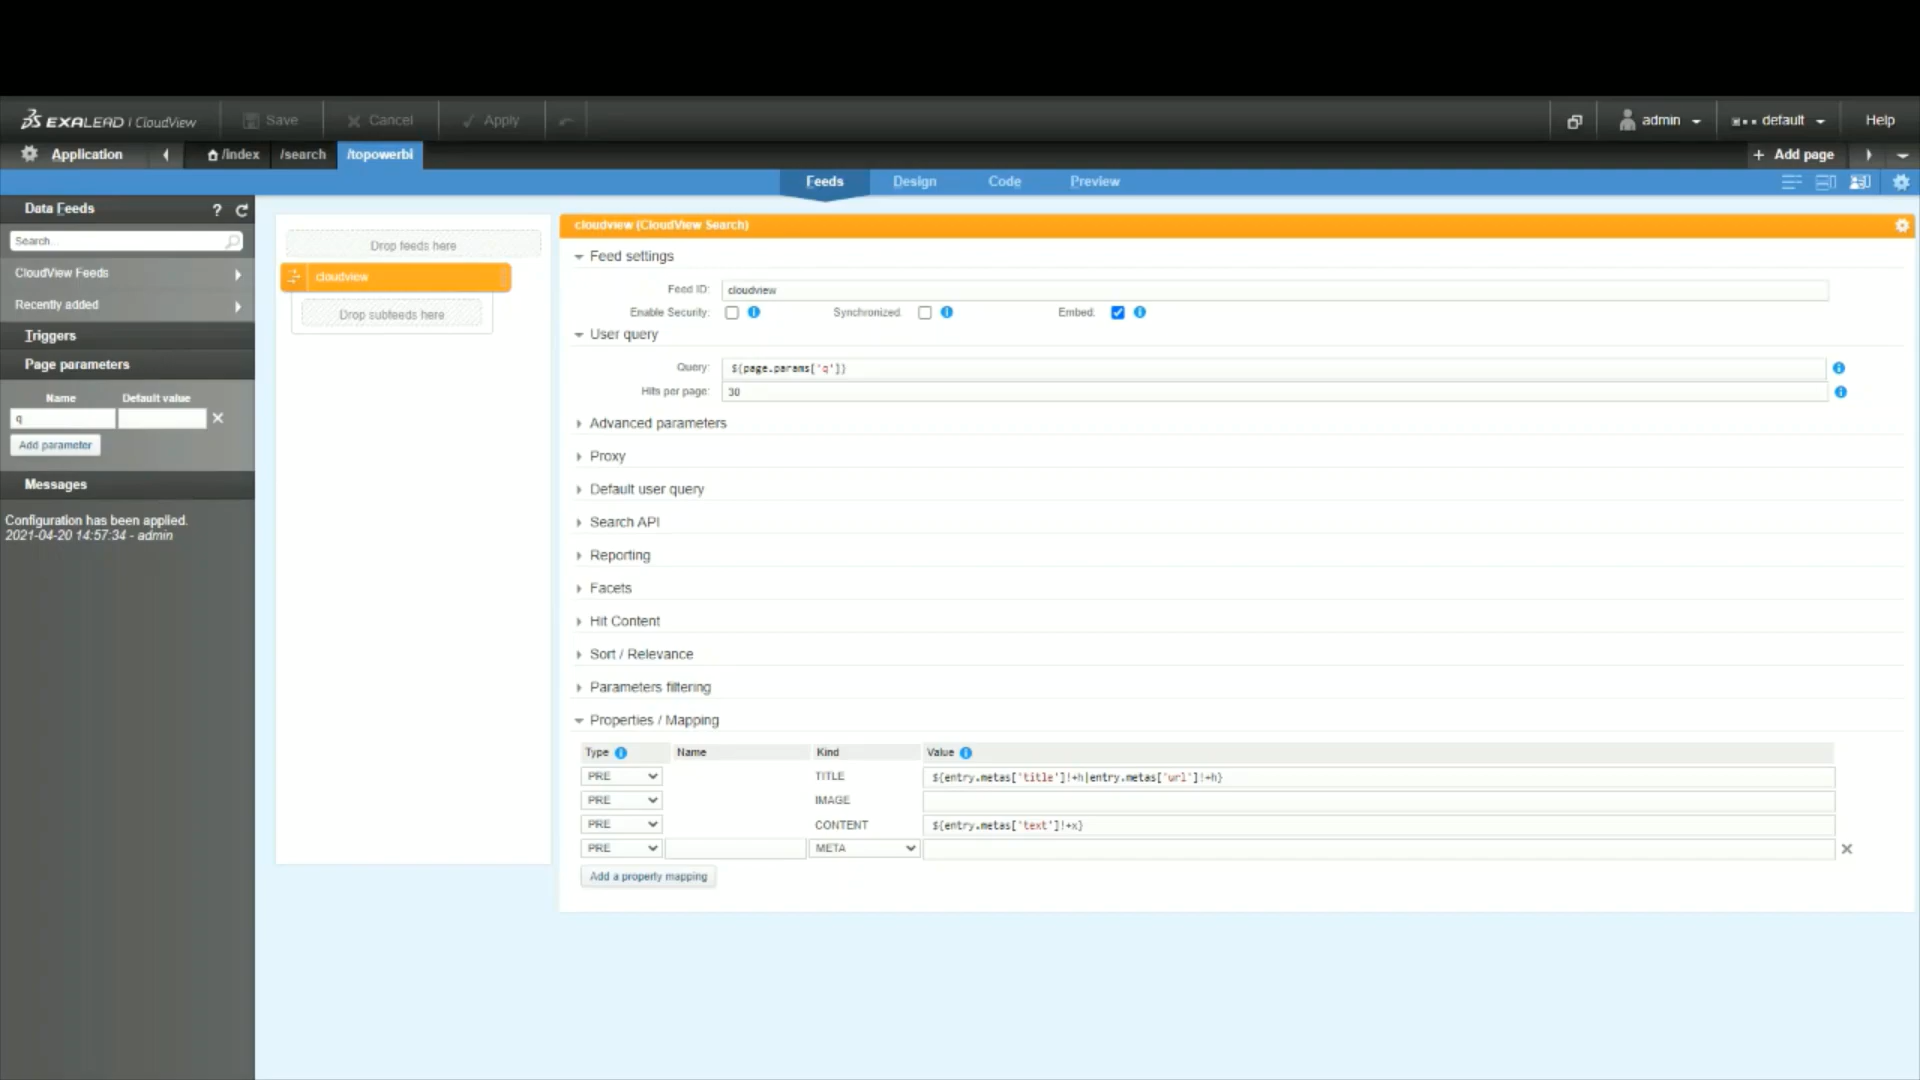 EXALEAD | CloudView Save Cancel Apply admin default Help
Application /index /search /topowerbi + Add page
Feeds Design Code Preview
Data Feeds ?
Search...
CloudView Feeds
Recently added
Triggers
Page parameters
Name Default value
q
Add parameter
Messages
Configuration has been applied.
2021-04-20 14:57:34 - admin
Drop feeds here
cloudview
Drop subfeeds here
cloudview (CloudView Search)
Feed settings
Feed ID: cloudview
Enable Security: Synchronized Embed:
User query
Query: ${page.params['q']}
Hits per page: 30
Advanced parameters
Proxy
Default user query
Search API
Reporting
Facets
Hit Content
Sort / Relevance
Parameters filtering
Properties / Mapping
Type Name Kind Value
PRE TITLE ${entry.metas['title']!+h|entry.metas['url']!+h}
PRE IMAGE
PRE CONTENT ${entry.metas['text']!+x}
PRE META
Add a property mapping